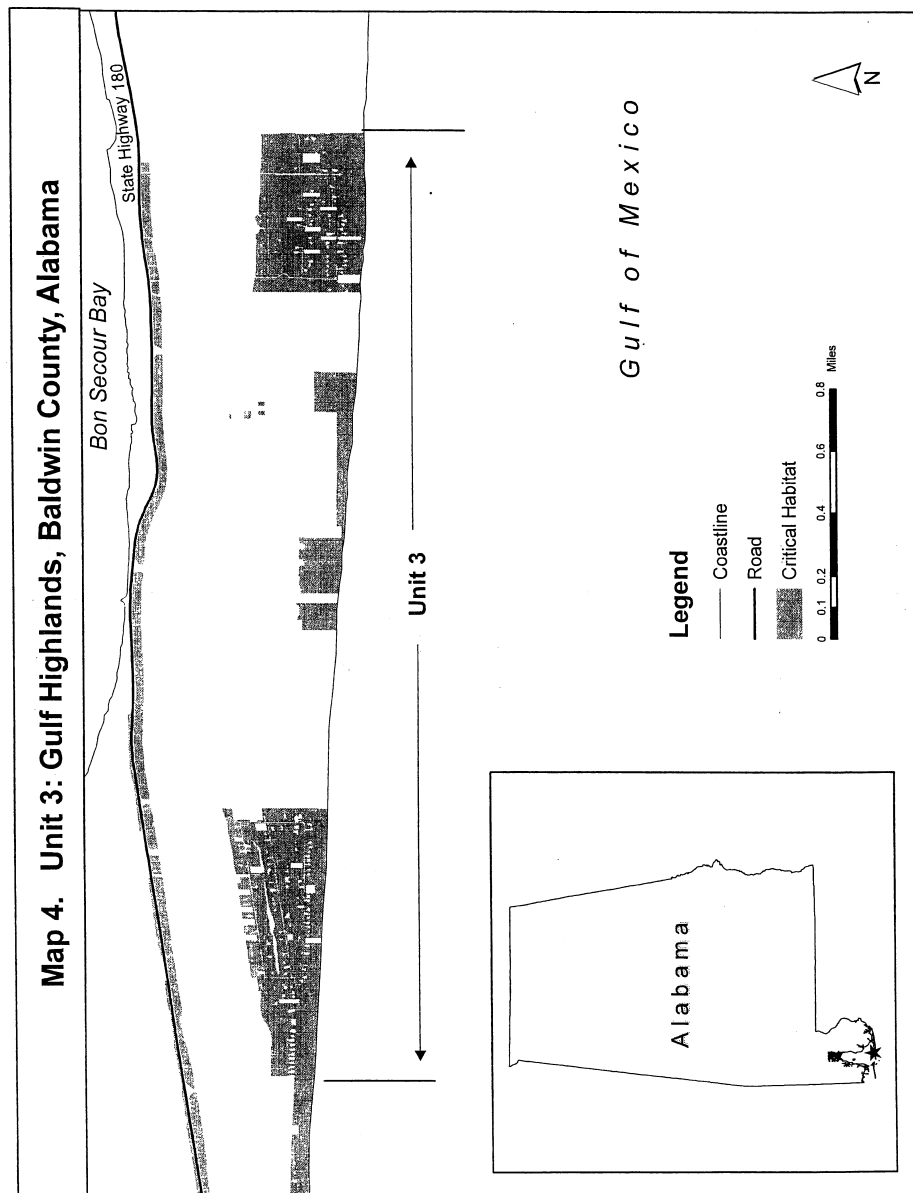 Map 4.   Unit 3: Gulf Highlands, Baldwin County, Alabama
State Highway 180
Bon Secour Bay
Unit 3
Gulf of Mexico
N
Legend
Coastline
Road
Critical Habitat
0 0.1 0.2 0.4 0.6 0.8
Miles
Alabama